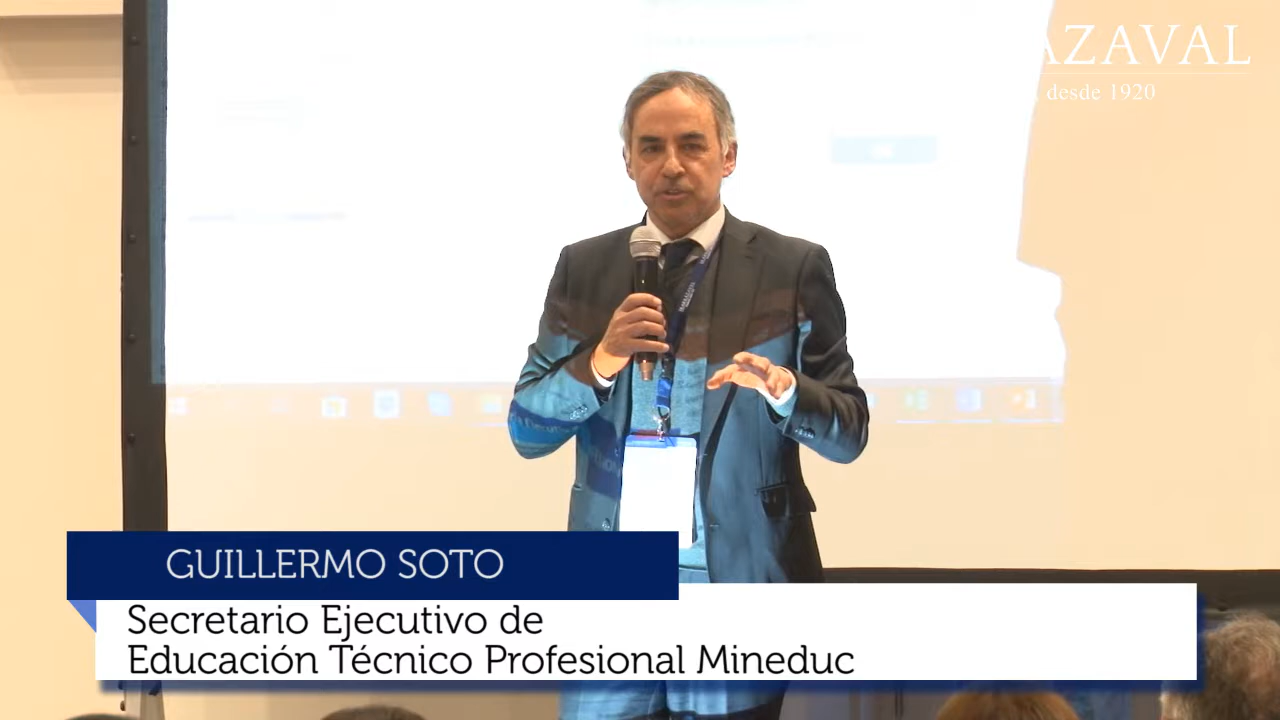 AZAVAL
desde 1920
GUILLERMO SOTO
Secretario Ejecutivo de
Educación Técnico Profesional Mineduc